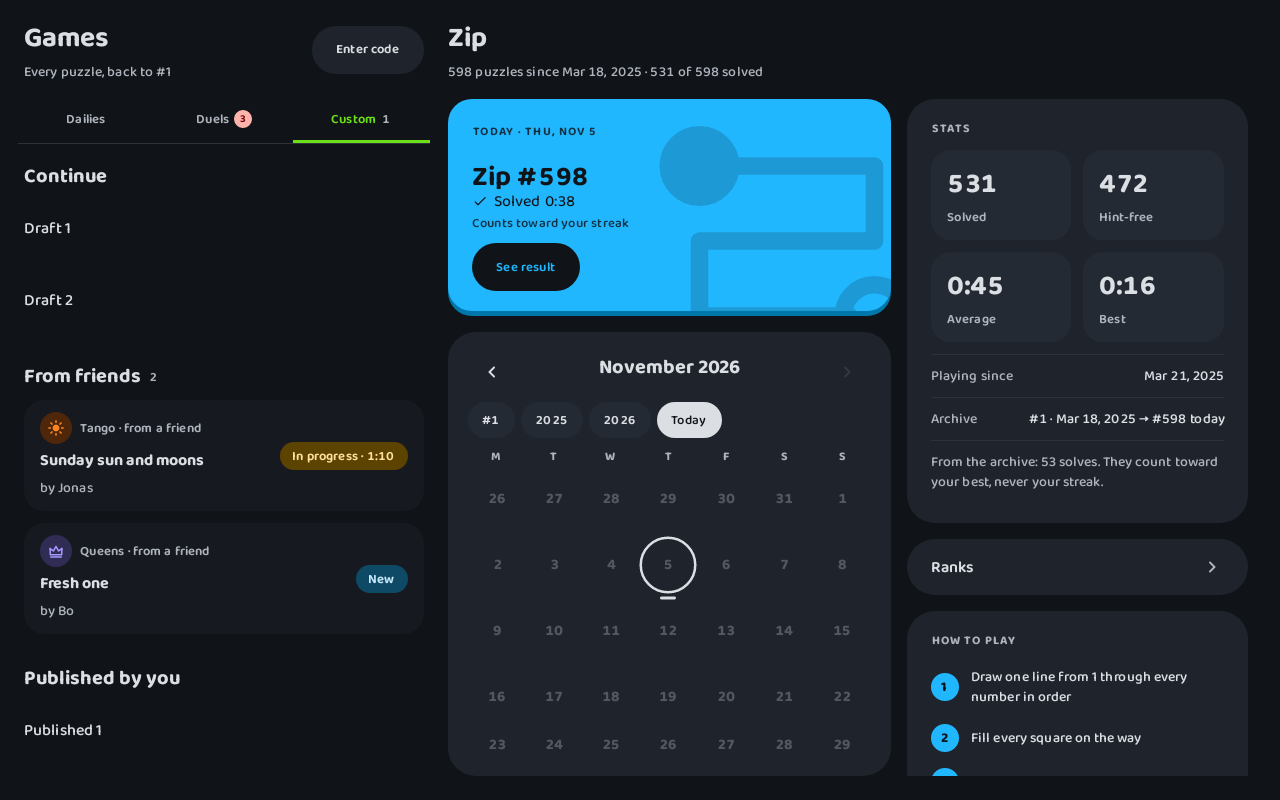 Games
Every puzzle, back to #1
Enter code
Dailies
Duels 3
Custom 1
Continue
Draft 1
Draft 2
From friends 2
Tango · from a friend
Sunday sun and moons
In progress · 1:10
by Jonas
Queens · from a friend
Fresh one
New
by Bo
Published by you
Published 1
Zip
598 puzzles since Mar 18, 2025 · 531 of 598 solved
TODAY · THU, NOV 5
Zip #598
Solved 0:38
Counts toward your streak
See result
November 2026
#1 2025 2026 Today
M T W T F S S
26 27 28 29 30 31 1
2 3 4 5 6 7 8
9 10 11 12 13 14 15
16 17 18 19 20 21 22
23 24 25 26 27 28 29
STATS
531 472
Solved Hint-free
0:45 0:16
Average Best
Playing since Mar 21, 2025
Archive #1 · Mar 18, 2025 → #598 today
From the archive: 53 solves. They count toward
your best, never your streak.
Ranks
HOW TO PLAY
1 Draw one line from 1 through every
number in order
2 Fill every square on the way